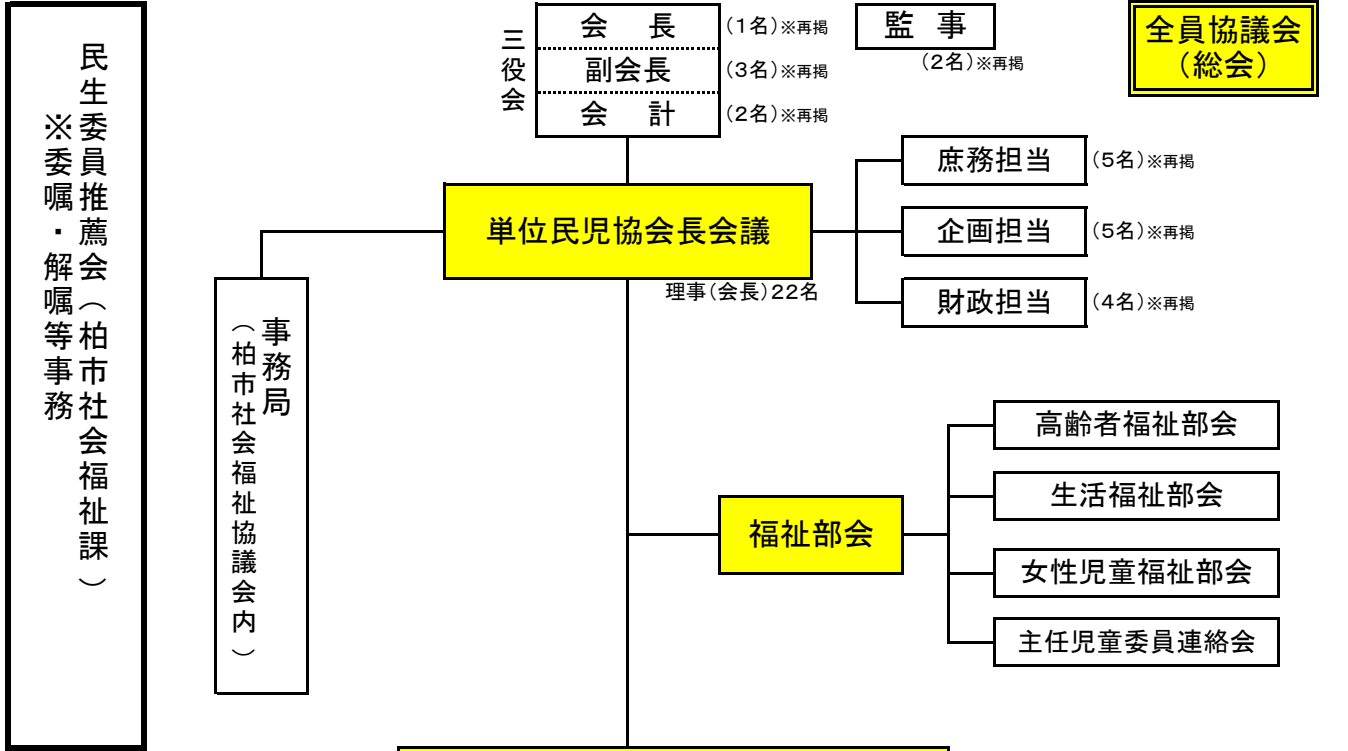 民生委員推薦会（柏市社会福祉課）
※委嘱・解嘱等事務
三役会
会　長
（1名）※再掲
副会長
（3名）※再掲
会　計
（2名）※再掲
監　事
（2名）※再掲
全員協議会
（総会）
単位民児協会長会議
理事（会長）22名
庶務担当
（5名）※再掲
企画担当
（5名）※再掲
財政担当
（4名）※再掲
事務局
（柏市社会福祉協議会内）
福祉部会
高齢者福祉部会
生活福祉部会
女性児童福祉部会
主任児童委員連絡会